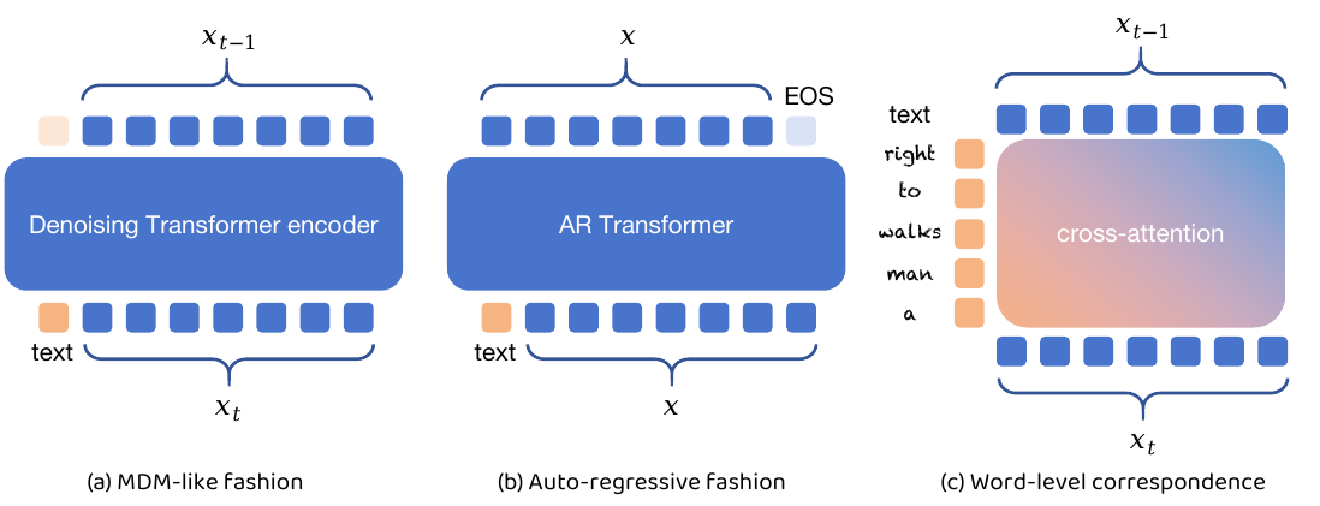 x_{t−1}
Denoising Transformer encoder
text
x_t
(a) MDM-like fashion
x
EOS
AR Transformer
text
x
(b) Auto-regressive fashion
x_{t−1}
text
right
to
walks
man
a
cross-attention
x_t
(c) Word-level correspondence